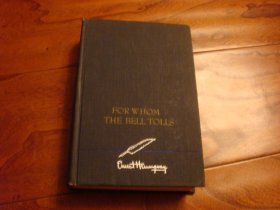 FOR WHOM
THE BELL TOLLS
Ernest Hemingway